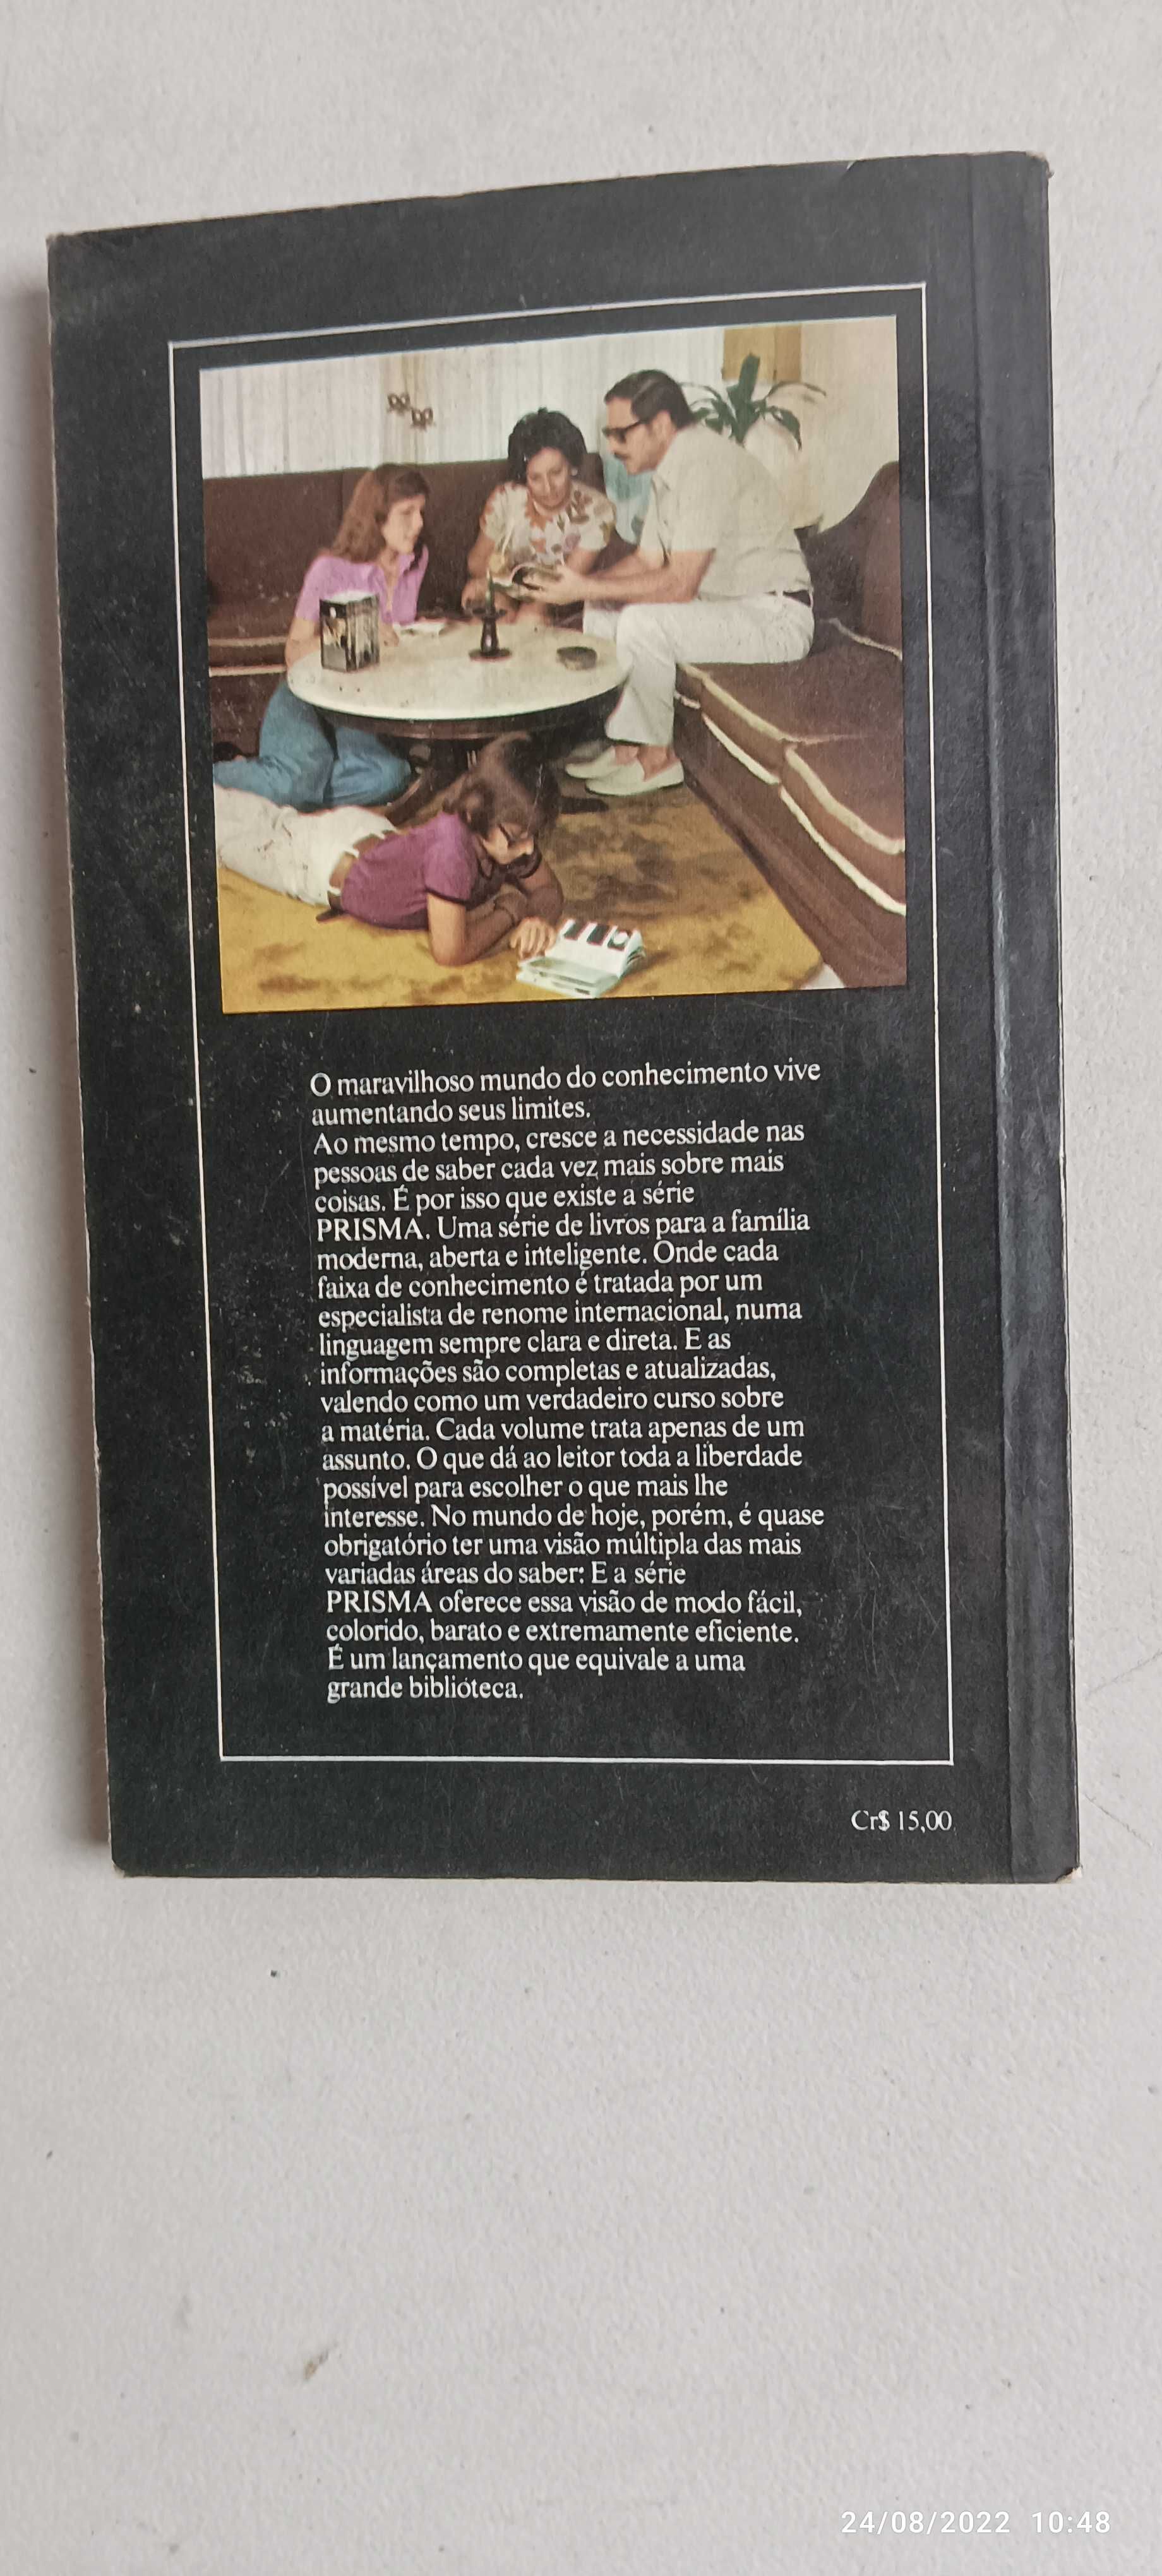 O maravilhoso mundo do conhecimento vive
aumentando seus limites.
Ao mesmo tempo, cresce a necessidade nas
pessoas de saber cada vez mais sobre mais
coisas. É por isso que existe a série
PRISMA. Uma série de livros para a família
moderna, aberta e inteligente. Onde cada
faixa de conhecimento é tratada por um
especialista de renome internacional, numa
linguagem sempre clara e direta. E as
informações são completas e atualizadas,
valendo como um verdadeiro curso sobre
a matéria. Cada volume trata apenas de um
assunto. O que dá ao leitor toda a liberdade
possível para escolher o que mais lhe
interesse. No mundo de hoje, porém, é quase
obrigatório ter uma visão múltipla das mais
variadas áreas do saber: E a série
PRISMA oferece essa visão de modo fácil,
colorido, barato e extremamente eficiente.
É um lançamento que equivale a uma
grande biblioteca.
Cr$ 15,00
24/08/2022 10:48